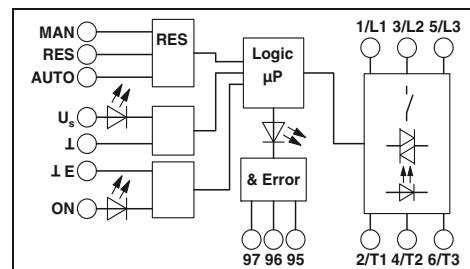 MAN
RES
AUTO
RES
Us
⊥
⊥ E
ON
Logic
µP
& Error
97 96 95
1/L1 3/L2 5/L3
2/T1 4/T2 6/T3